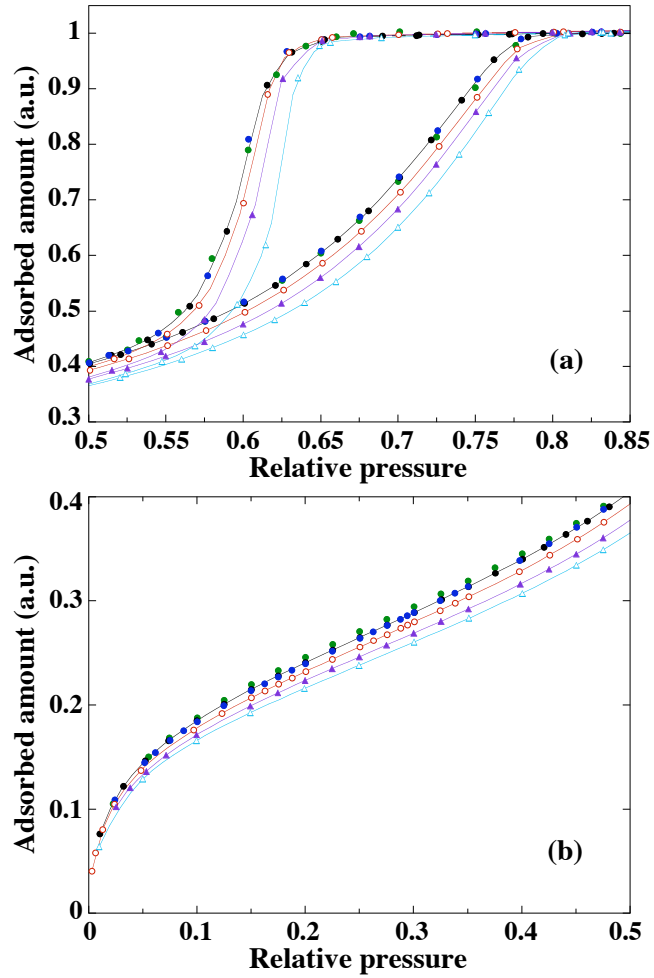 1
0.9
0.8
0.7
0.6
0.5
0.4
0.3
Adsorbed amount (a.u.)
(a)
0.5 0.55 0.6 0.65 0.7 0.75 0.8 0.85
Relative pressure
0.4
0.3
0.2
0.1
0
Adsorbed amount (a.u.)
(b)
0 0.1 0.2 0.3 0.4 0.5
Relative pressure